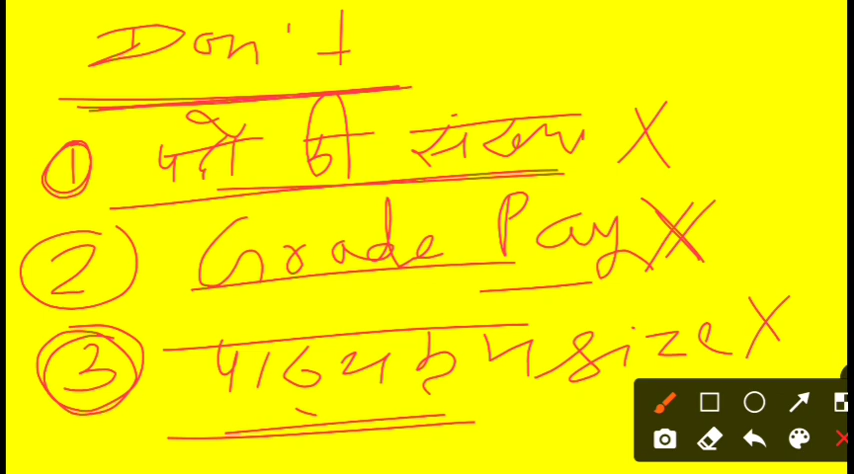 Don't
① पदों की संख्या X
② Grade Pay X
③ पाठ्यक्रम size X